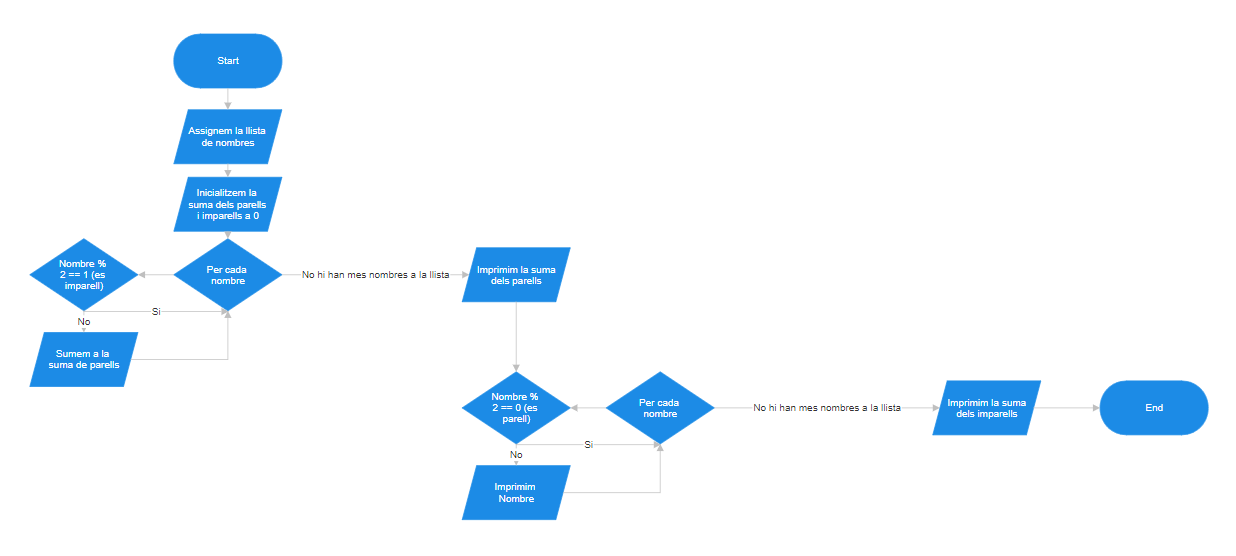 Start
Assignem la llista
de nombres
Inicialitzem la
suma dels parells
i imparells a 0
Nombre %
2 == 1 (es
imparell)
Per cada
nombre
No hi han mes nombres a la llista
Imprimim la suma
dels parells
Si
No
Sumem a la
suma de parells
Nombre %
2 == 0 (es
parell)
Per cada
nombre
No hi han mes nombres a la llista
Imprimim la suma
dels imparells
End
Si
No
Imprimim
Nombre